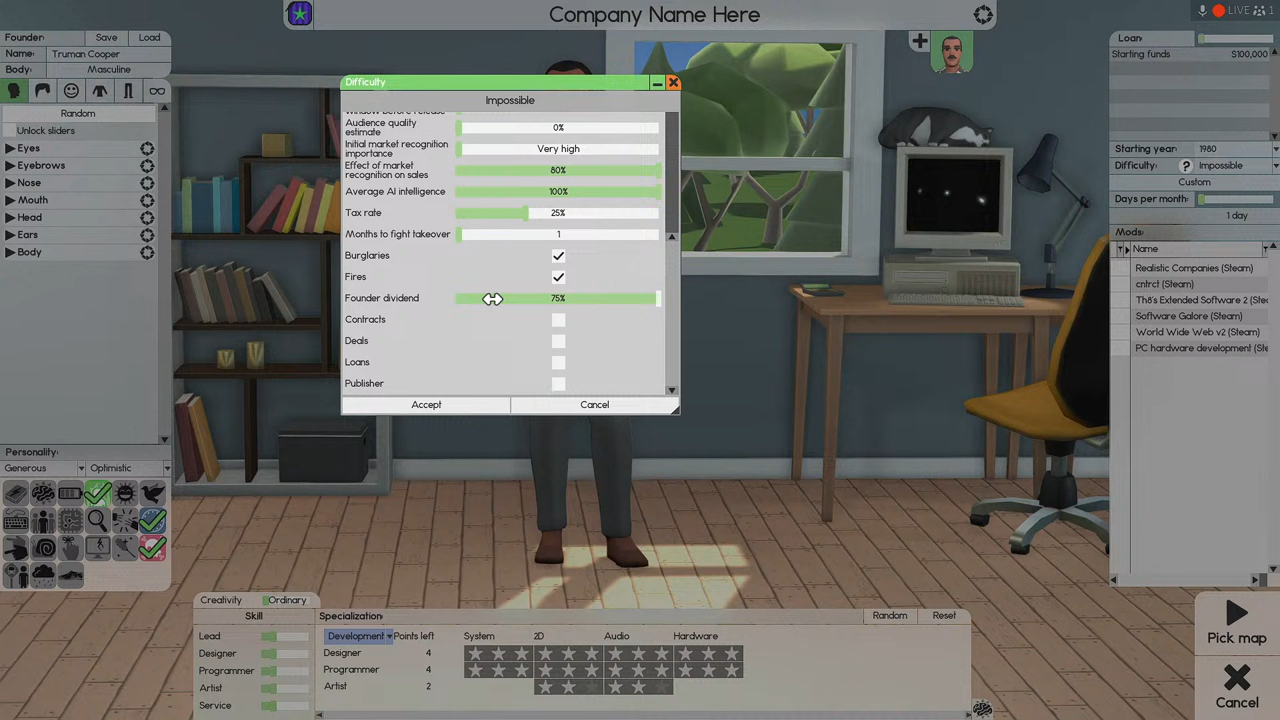 Company Name Here
LIVE 1
Founder:
Save
Load
Name:
Truman Cooper
Body:
Masculine
Random
Unlock sliders
Eyes
Eyebrows
Nose
Mouth
Head
Ears
Body
Personality:
Generous
Optimistic
Difficulty
Impossible
Window before release
Audience quality
estimate
0%
Initial market recognition
importance
Very high
Effect of market
recognition on sales
80%
Average AI intelligence
100%
Tax rate
25%
Months to fight takeover
1
Burglaries
Fires
Founder dividend
75%
Contracts
Deals
Loans
Publisher
Accept
Cancel
Loan:
Starting funds
$100,000
Starting year:
1980
Difficulty:
?
Impossible
Custom
Days per month:
1 day
Mods:
Name
Realistic Companies (Steam)
cntrct (Steam)
Th8's Extended Software 2 (Stea
Software Galore (Steam)
World Wide Web v2 (Steam)
PC hardware development (Ste
Creativity
Ordinary
Skill
Lead
Designer
Programmer
Artist
Service
Specialization:
Random
Reset
Development
Points left
System
2D
Audio
Hardware
Designer
4
Programmer
4
Artist
2
Pick map
Cancel